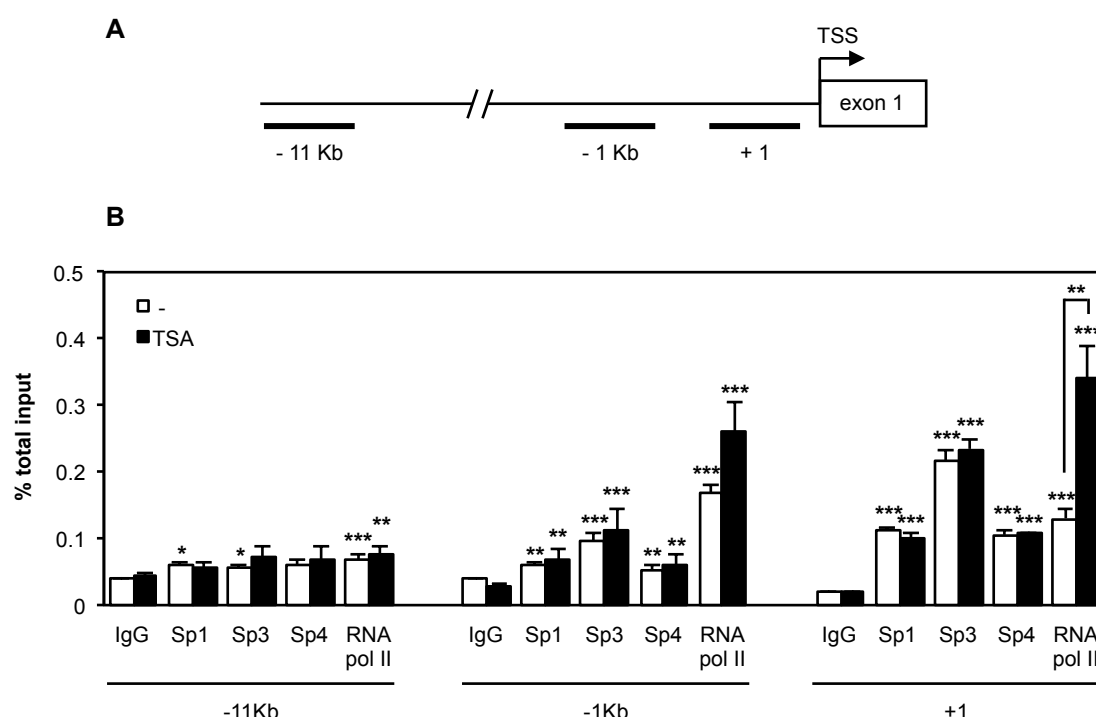 A
TSS
exon 1
- 11 Kb
- 1 Kb
+ 1
B
% total input
0.5
0.4
0.3
0.2
0.1
0
-
TSA
*
*
***
**
**
**
***
***
**
**
***
***
***
***
***
***
***
***
***
***
**
IgG Sp1 Sp3 Sp4 RNA pol II
IgG Sp1 Sp3 Sp4 RNA pol II
IgG Sp1 Sp3 Sp4 RNA pol II
-11Kb
-1Kb
+1